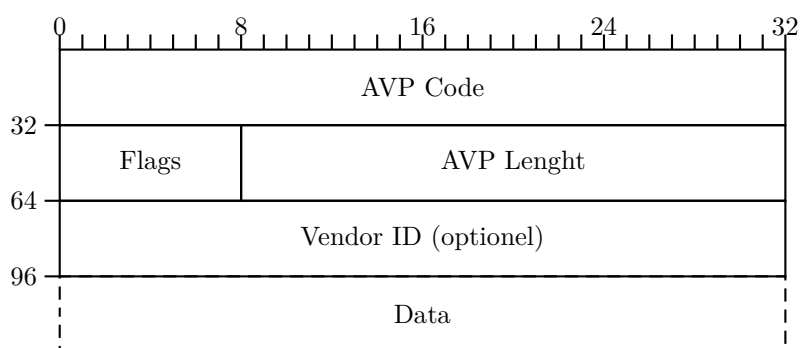 0 8 16 24 32
AVP Code
32
Flags AVP Lenght
64
Vendor ID (optionel)
96
Data